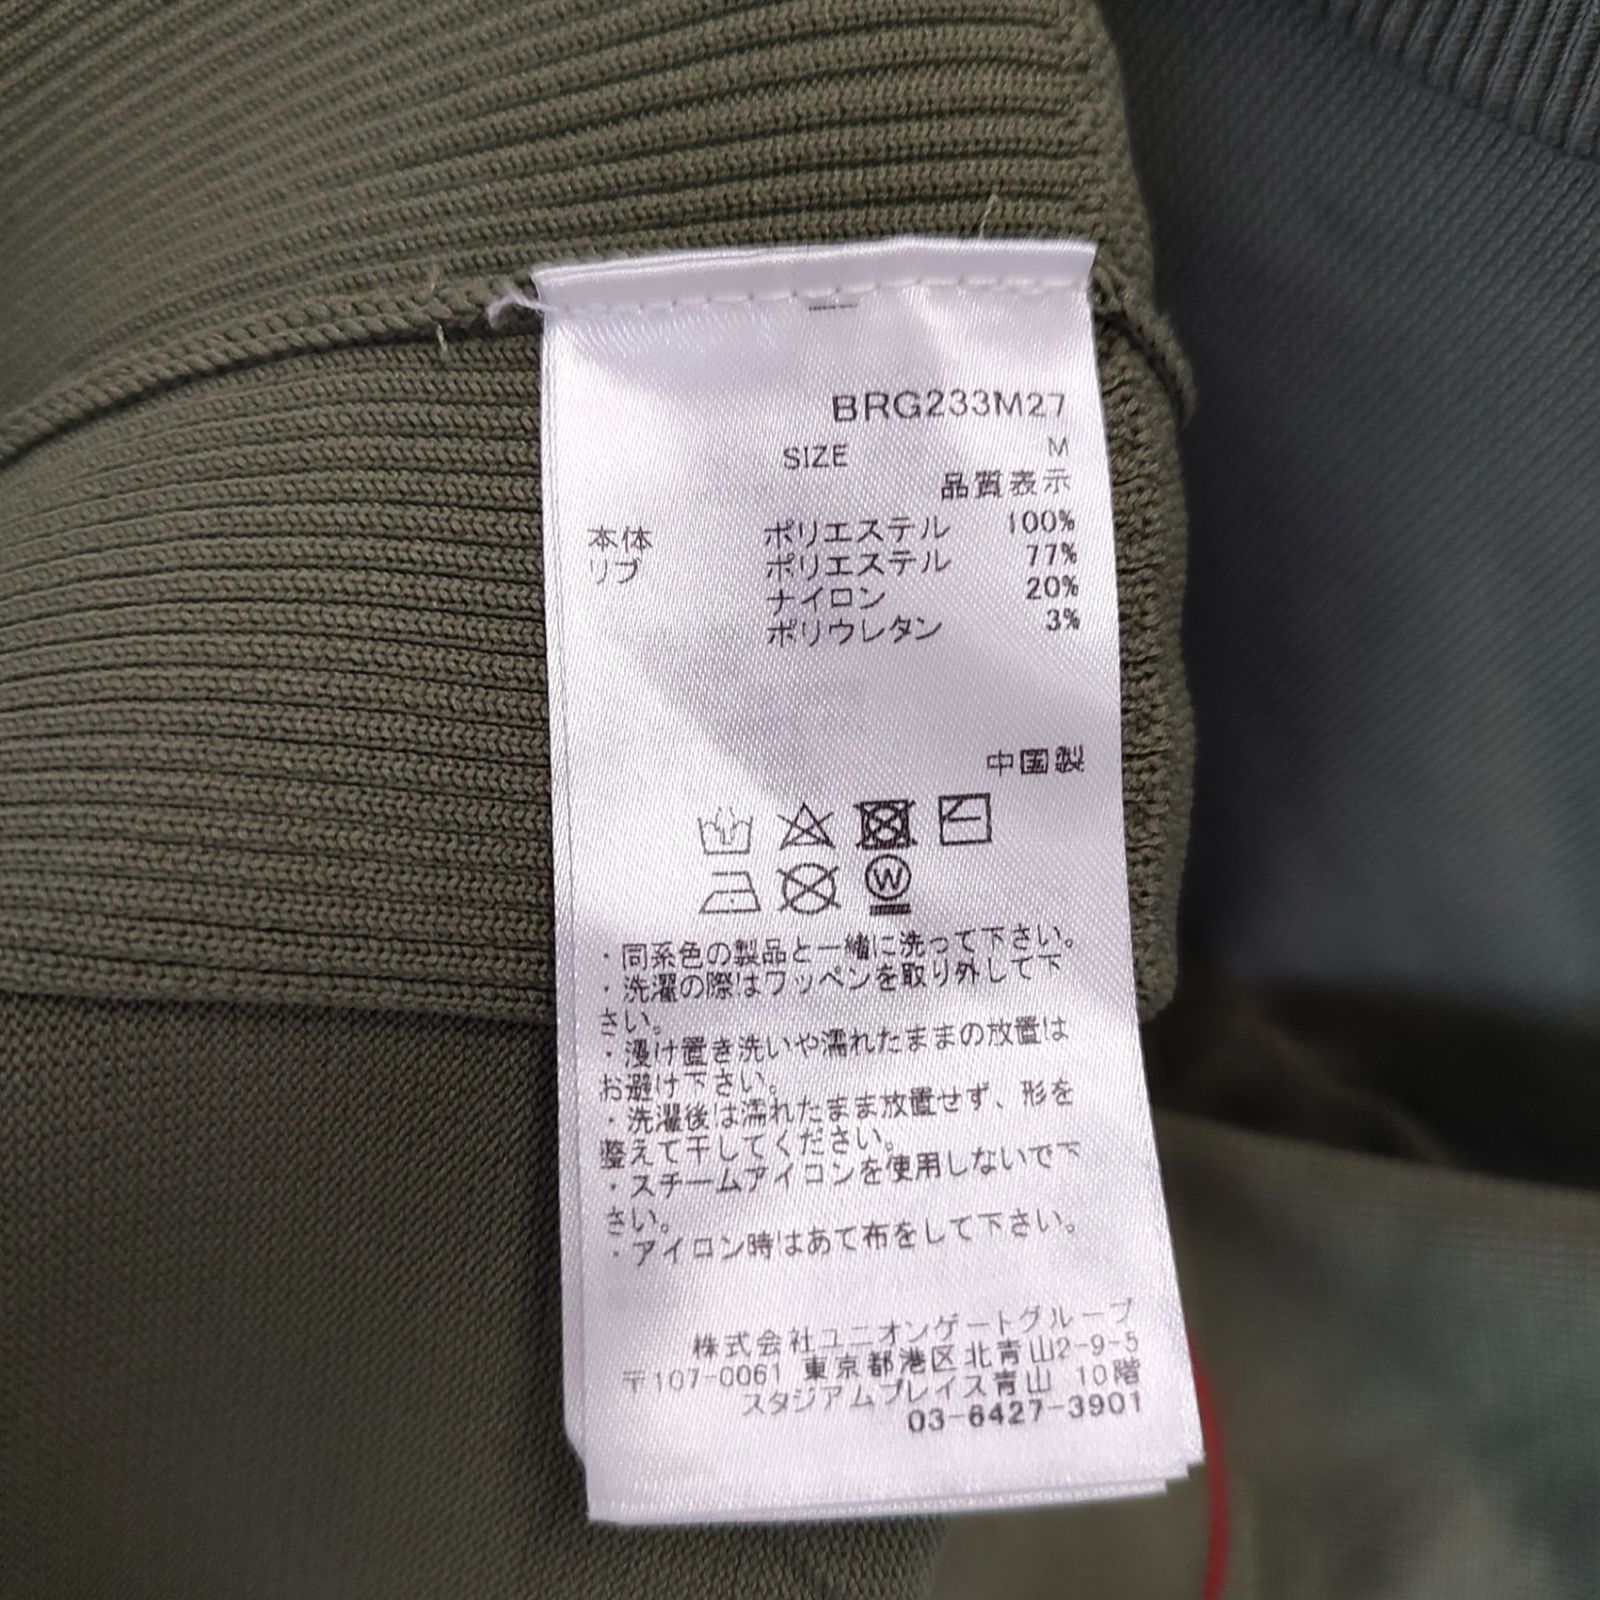 BRG233M27
SIZE M
品質表示
本体 ポリエステル 100%
リブ ポリエステル 77%
ナイロン 20%
ポリウレタン 3%
中国製
W
・同系色の製品と一緒に洗って下さい。
・洗濯の際はワッペンを取り外して下
さい。
・浸け置き洗いや濡れたままの放置は
お避け下さい。
・洗濯後は濡れたまま放置せず、形を
整えて干してください。
・スチームアイロンを使用しないで下
さい。
・アイロン時はあて布をして下さい。
株式会社ユニオンゲートグループ
〒107-0061 東京都港区北青山2-9-5
スタジアムプレイス青山 10階
03-6427-3901